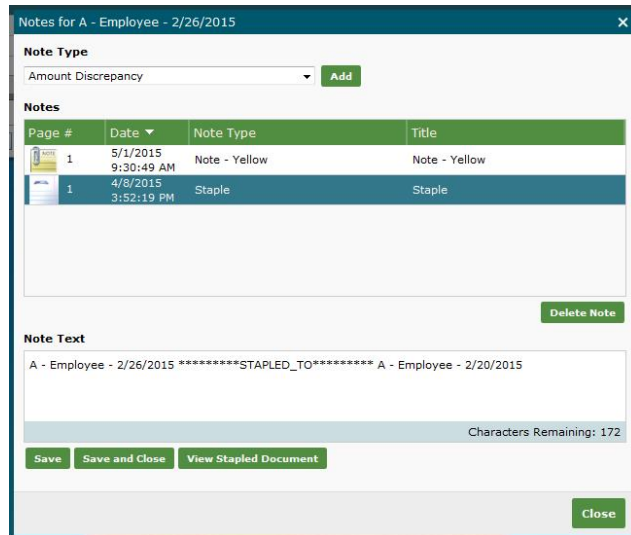 Notes for A - Employee - 2/26/2015
Note Type
Amount Discrepancy
Add
Notes
Page # Date Note Type Title
NOTE 1 5/1/2015 9:30:49 AM Note - Yellow Note - Yellow
1 4/8/2015 3:52:19 PM Staple Staple
Delete Note
Note Text
A - Employee - 2/26/2015 *********STAPLED_TO********* A - Employee - 2/20/2015
Characters Remaining: 172
Save Save and Close View Stapled Document
Close